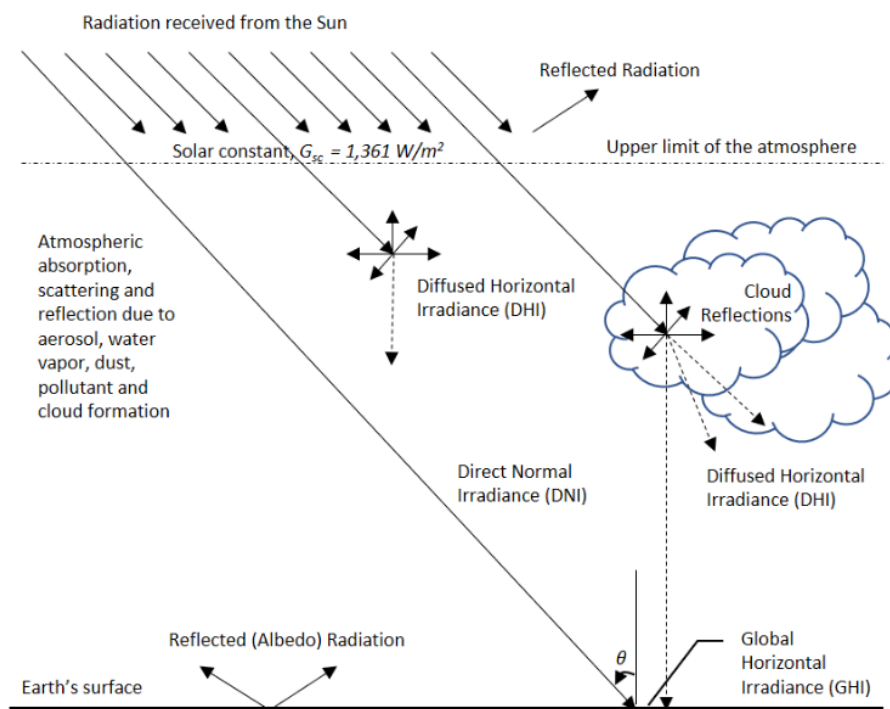 Radiation received from the Sun
Reflected Radiation
Solar constant, Gsc = 1,361 W/m²
Upper limit of the atmosphere
Atmospheric
absorption,
scattering and
reflection due to
aerosol, water
vapor, dust,
pollutant and
cloud formation
Diffused Horizontal
Irradiance (DHI)
Cloud
Reflections
Direct Normal
Irradiance (DNI)
Diffused Horizontal
Irradiance (DHI)
Reflected (Albedo) Radiation
θ
Global
Horizontal
Irradiance (GHI)
Earth's surface